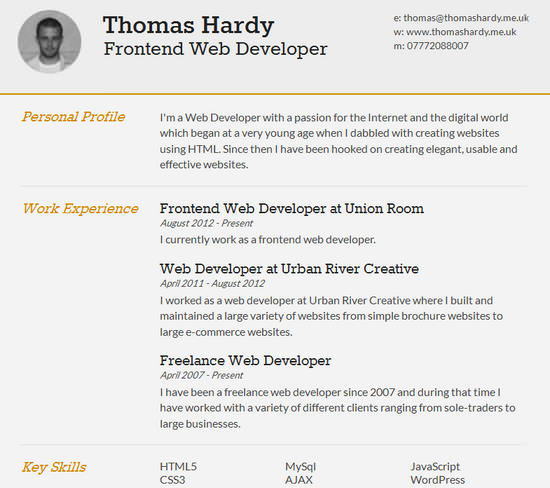 Thomas Hardy
Frontend Web Developer
e: thomas@thomashardy.me.uk
w: www.thomashardy.me.uk
m: 07772088007
Personal Profile
I'm a Web Developer with a passion for the Internet and the digital world
which began at a very young age when I dabbled with creating websites
using HTML. Since then I have been hooked on creating elegant, usable and
effective websites.
Work Experience
Frontend Web Developer at Union Room
August 2012 - Present
I currently work as a frontend web developer.
Web Developer at Urban River Creative
April 2011 - August 2012
I worked as a web developer at Urban River Creative where I built and
maintained a large variety of websites from simple brochure websites to
large e-commerce websites.
Freelance Web Developer
April 2007 - Present
I have been a freelance web developer since 2007 and during that time I
have worked with a variety of different clients ranging from sole-traders to
large businesses.
Key Skills
HTML5 MySql JavaScript
CSS3 AJAX WordPress